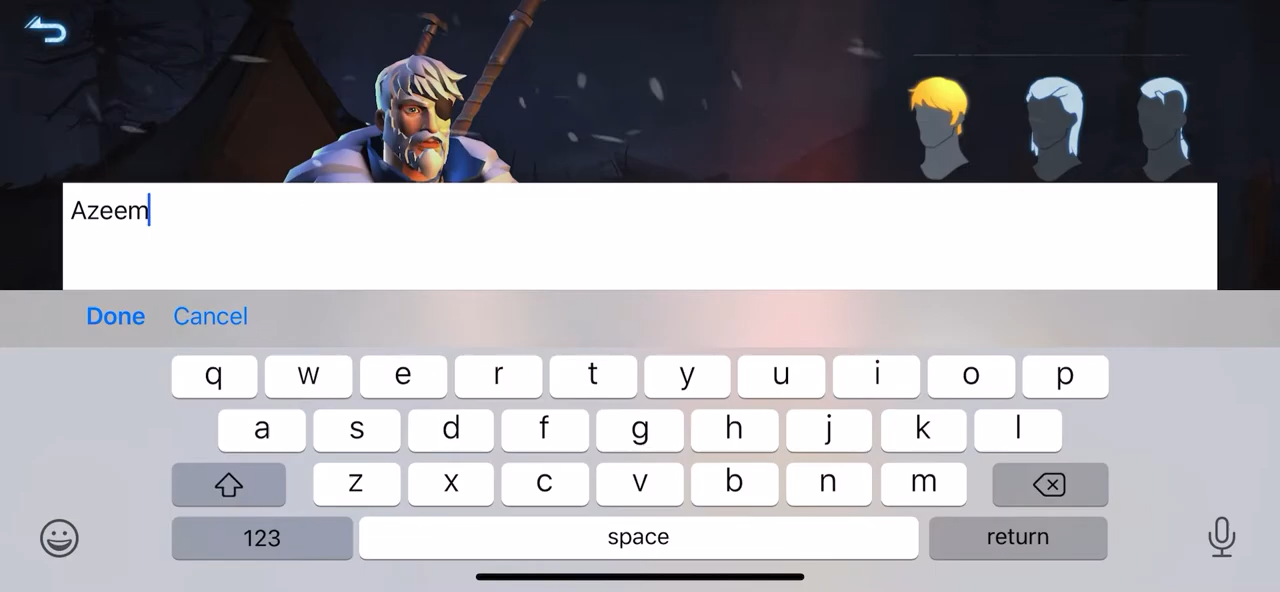 Azeem
Done Cancel
q w e r t y u i o p
a s d f g h j k l
z x c v b n m
123 space return